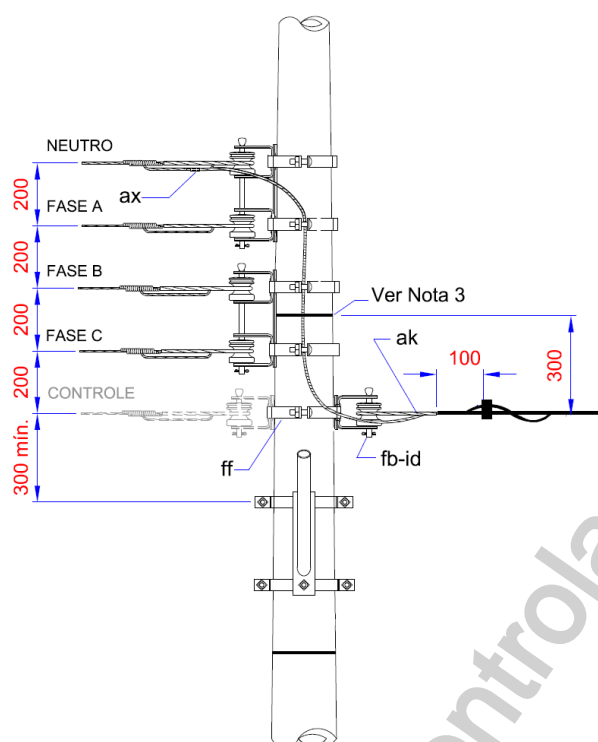 NEUTRO
ax
200
FASE A
200
FASE B
Ver Nota 3
200
FASE C
ak
100
300
200
CONTROLE
300 mín.
ff
fb-id
ntrola